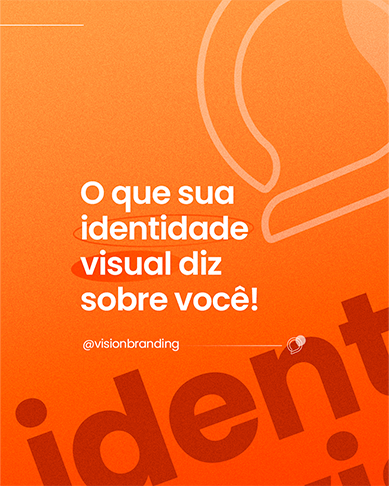 O que sua
identidade
visual diz
sobre você!
@visionbranding
ident